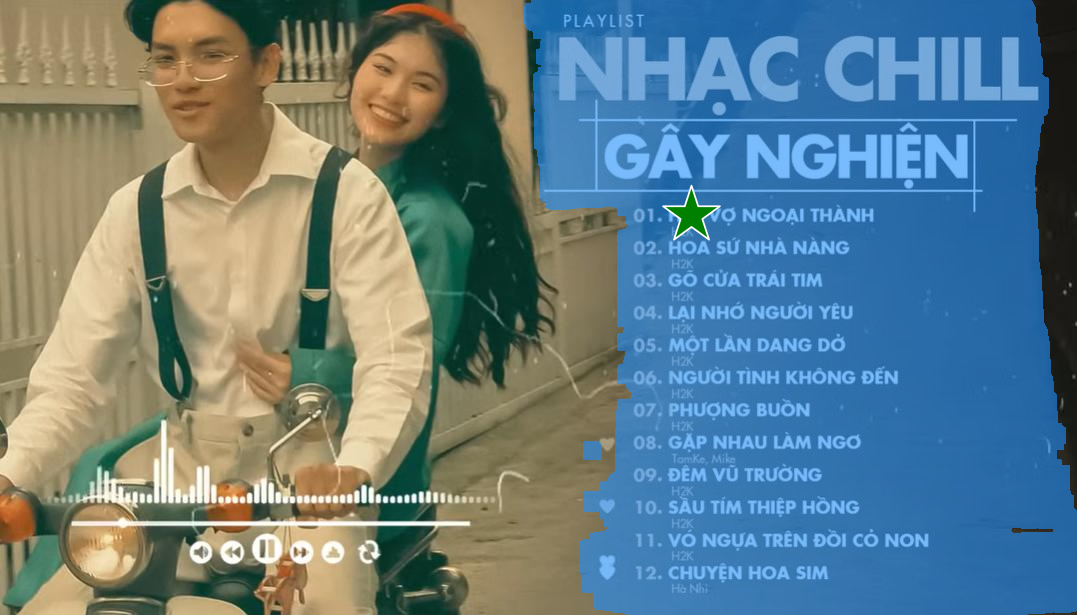 PLAYLIST
NHẠC CHILL
GÂY NGHIỆN
01. VỢ NGOẠI THÀNH
02. HOA SỨ NHÀ NÀNG
H2K
03. GÕ CỬA TRÁI TIM
H2K
04. LẠI NHỚ NGƯỜI YÊU
H2K
05. MỘT LẦN DANG DỞ
H2K
06. NGƯỜI TÌNH KHÔNG ĐẾN
H2K
07. PHƯỢNG BUỒN
H2K
08. GẶP NHAU LÀM NGƠ
TamKe, Mike
09. ĐÊM VŨ TRƯỜNG
H2K
10. SẦU TÍM THIỆP HỒNG
H2K
11. VÓ NGỰA TRÊN ĐỒI CỎ NON
H2K
12. CHUYỆN HOA SIM
Hà Nhi